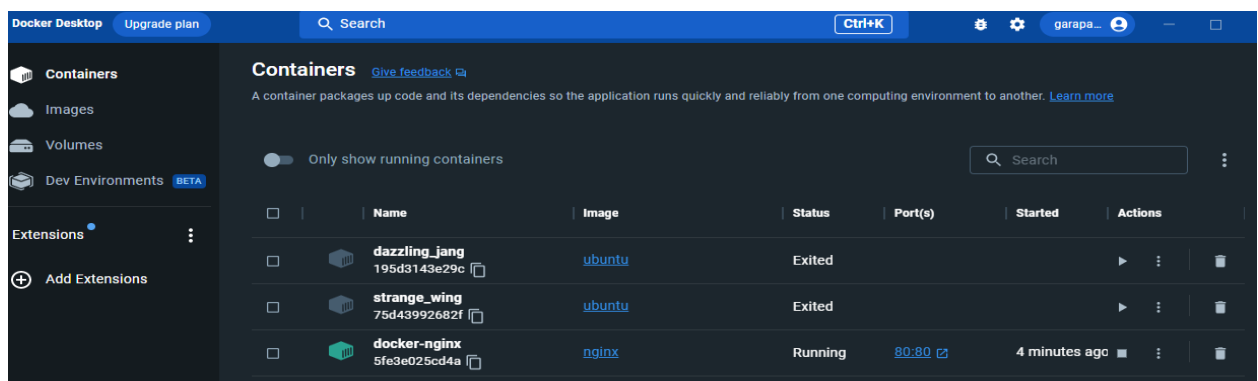 Docker Desktop Upgrade plan Search Ctrl+K garapa...
Containers
Images
Volumes
Dev Environments BETA
Extensions
Add Extensions
Containers Give feedback
A container packages up code and its dependencies so the application runs quickly and reliably from one computing environment to another. Learn more
Only show running containers Search
Name Image Status Port(s) Started Actions
dazzling_jang
195d3143e29c ubuntu Exited
strange_wing
75d43992682f ubuntu Exited
docker-nginx
5fe3e025cd4a nginx Running 80:80 4 minutes ago